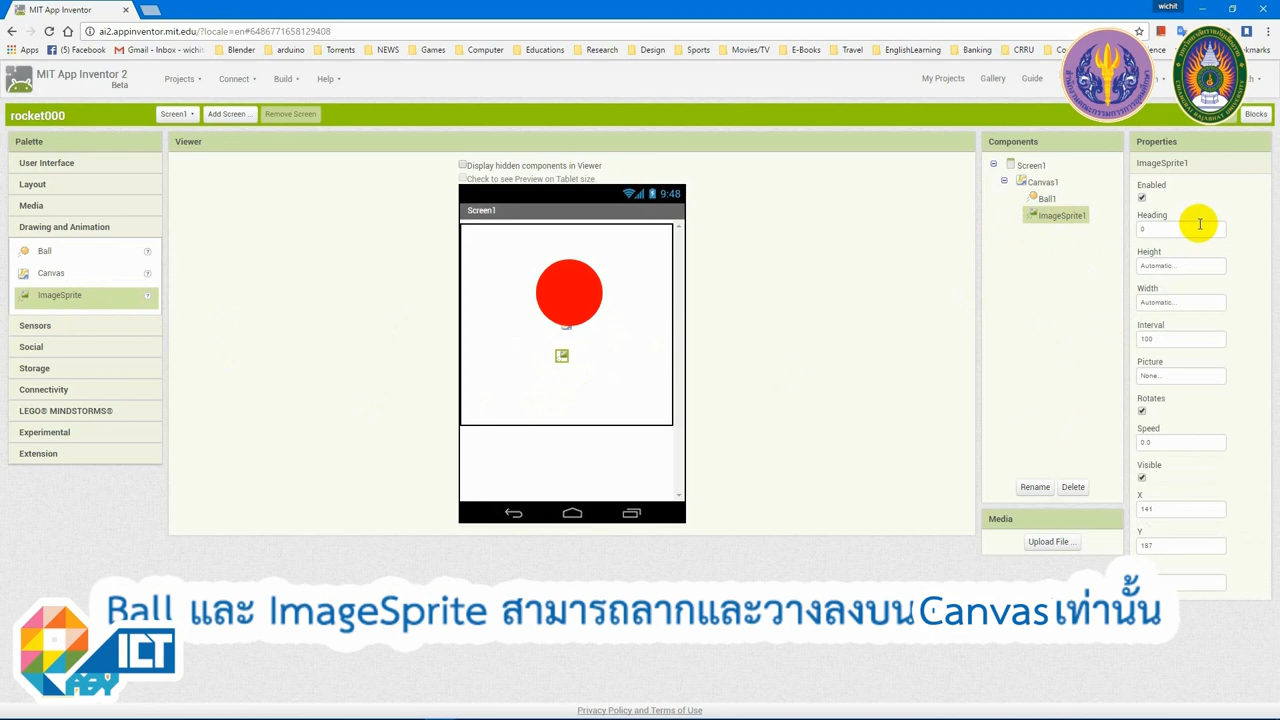 MIT App Inventor 2
wichit
ai2.appinventor.mit.edu/?locale=en#6486771658129408
Apps
(5) Facebook
Gmail - Inbox - wichit
Blender
arduino
Torrents
NEWS
Games
Computer
Educations
Research
Design
Sports
Movies/TV
E-Books
Travel
EnglishLearning
Banking
CRRU
Bookmarks
MIT App Inventor 2
Beta
Projects
Connect
Build
Help
My Projects
Gallery
Guide
rocket000
Screen1
Add Screen ...
Remove Screen
Blocks
Palette
User Interface
Layout
Media
Drawing and Animation
Ball
Canvas
ImageSprite
Sensors
Social
Storage
Connectivity
LEGO® MINDSTORMS®
Experimental
Extension
Viewer
Display hidden components in Viewer
Check to see Preview on Tablet size.
9:48
Screen1
Components
Screen1
Canvas1
Ball1
ImageSprite1
Rename
Delete
Media
Upload File ...
Properties
ImageSprite1
Enabled
Heading
0
Height
Automatic...
Width
Automatic...
Interval
100
Picture
None...
Rotates
Speed
0.0
Visible
X
141
Y
187
Ball และ ImageSprite สามารถลากและวางลงบนCanvasเท่านั้น
ICT
Privacy Policy and Terms of Use